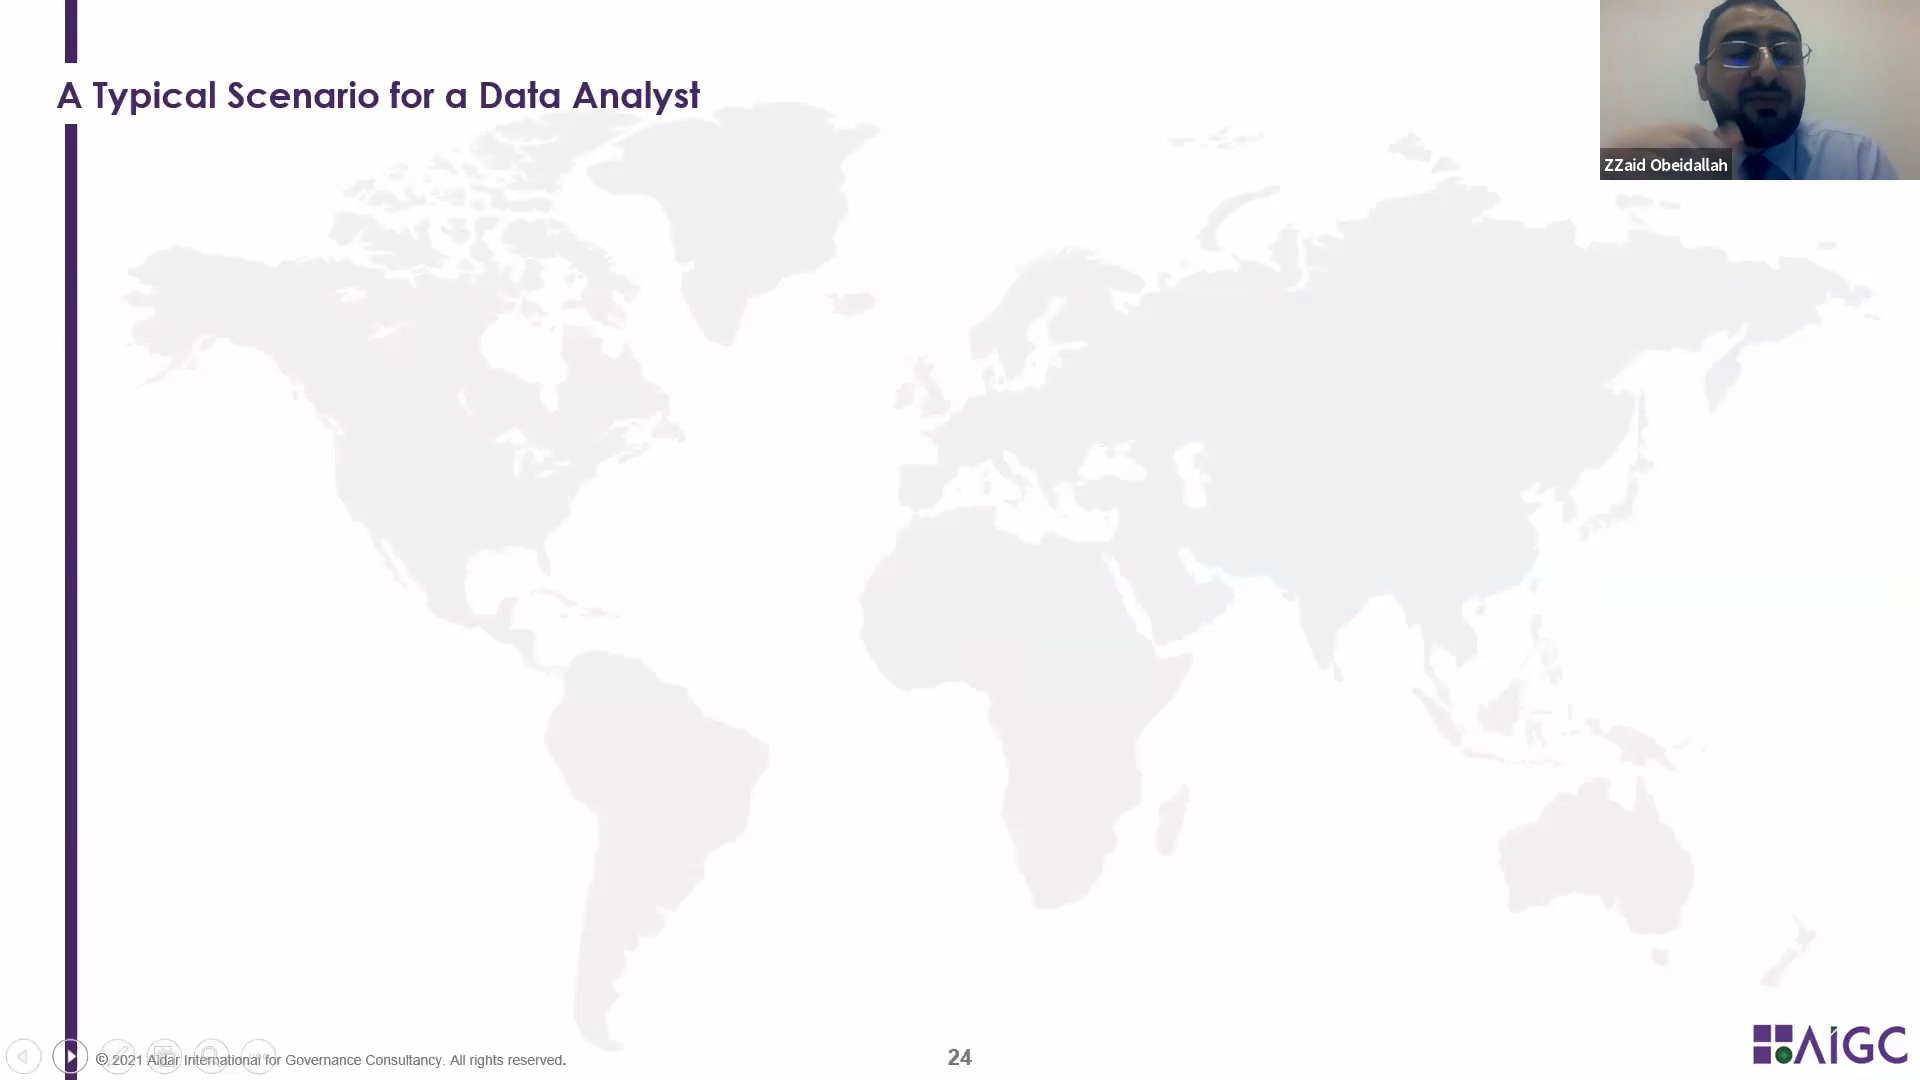 A Typical Scenario for a Data Analyst
ZZaid Obeidallah
© 2021 Aidar International for Governance Consultancy. All rights reserved.
24
AIGC